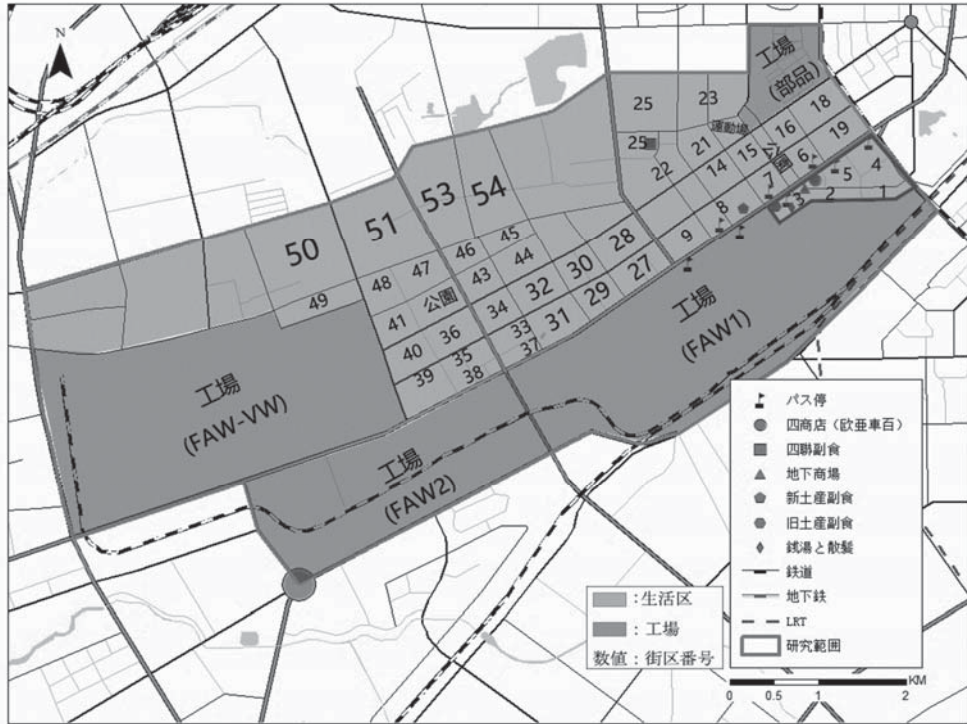 N
工場
(部品)
25
23
18
運動場
16
19
25
21
15
公園
6
4
22
14
5
7
1
2
3
8
53
54
9
51
50
45
28
46
44
47
30
27
48
43
49
32
29
公園
41
34
31
36
33
40
35
37
39
38
工場
(FAW1)
工場
(FAW-VW)
工場
(FAW2)
バス停
四商店（欧亜車百）
四聯副食
地下商場
新土産副食
旧土産副食
銭湯と散髪
鉄道
地下鉄
LRT
研究範囲
：生活区
：工場
数値：街区番号
0 0.5 1 2
KM